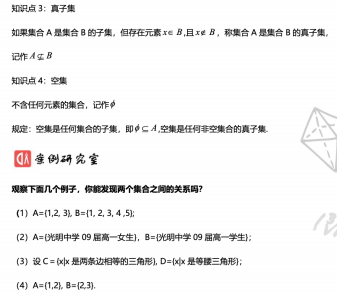 知识点 3：真子集
如果集合 A 是集合 B 的子集，但存在元素 x∈B,且 x∉B，称集合 A 是集合 B 的真子集，
记作 A⊊B
知识点 4：空集
不含任何元素的集合，记作 ϕ
规定：空集是任何集合的子集，即 ϕ⊆A ,空集是任何非空集合的真子集.
案例研究室
观察下面几个例子，你能发现两个集合之间的关系吗?
（1）A={1,2, 3}, B={1, 2, 3, 4 ,5};
（2）A={光明中学 09 届高一女生}，B={光明中学 09 届高一学生}；
（3）设 C = {x|x 是两条边相等的三角形}, D={x|x 是等腰三角形}；
（4）A={1,2}, B={2,3}.